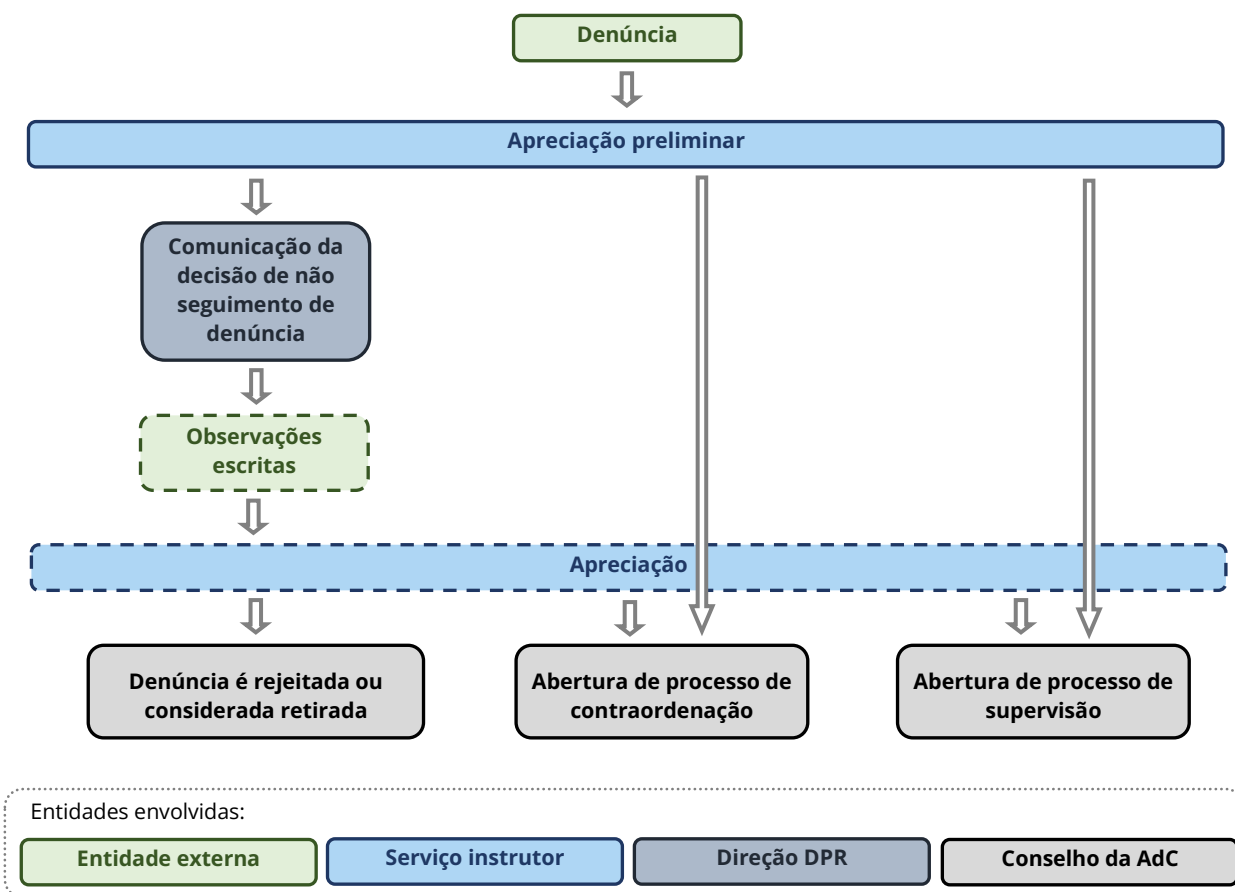 Denúncia
Apreciação preliminar
Comunicação da
decisão de não
seguimento de
denúncia
Observações
escritas
Apreciação
Denúncia é rejeitada ou
considerada retirada
Abertura de processo de
contraordenação
Abertura de processo de
supervisão
Entidades envolvidas:
Entidade externa
Serviço instrutor
Direção DPR
Conselho da AdC